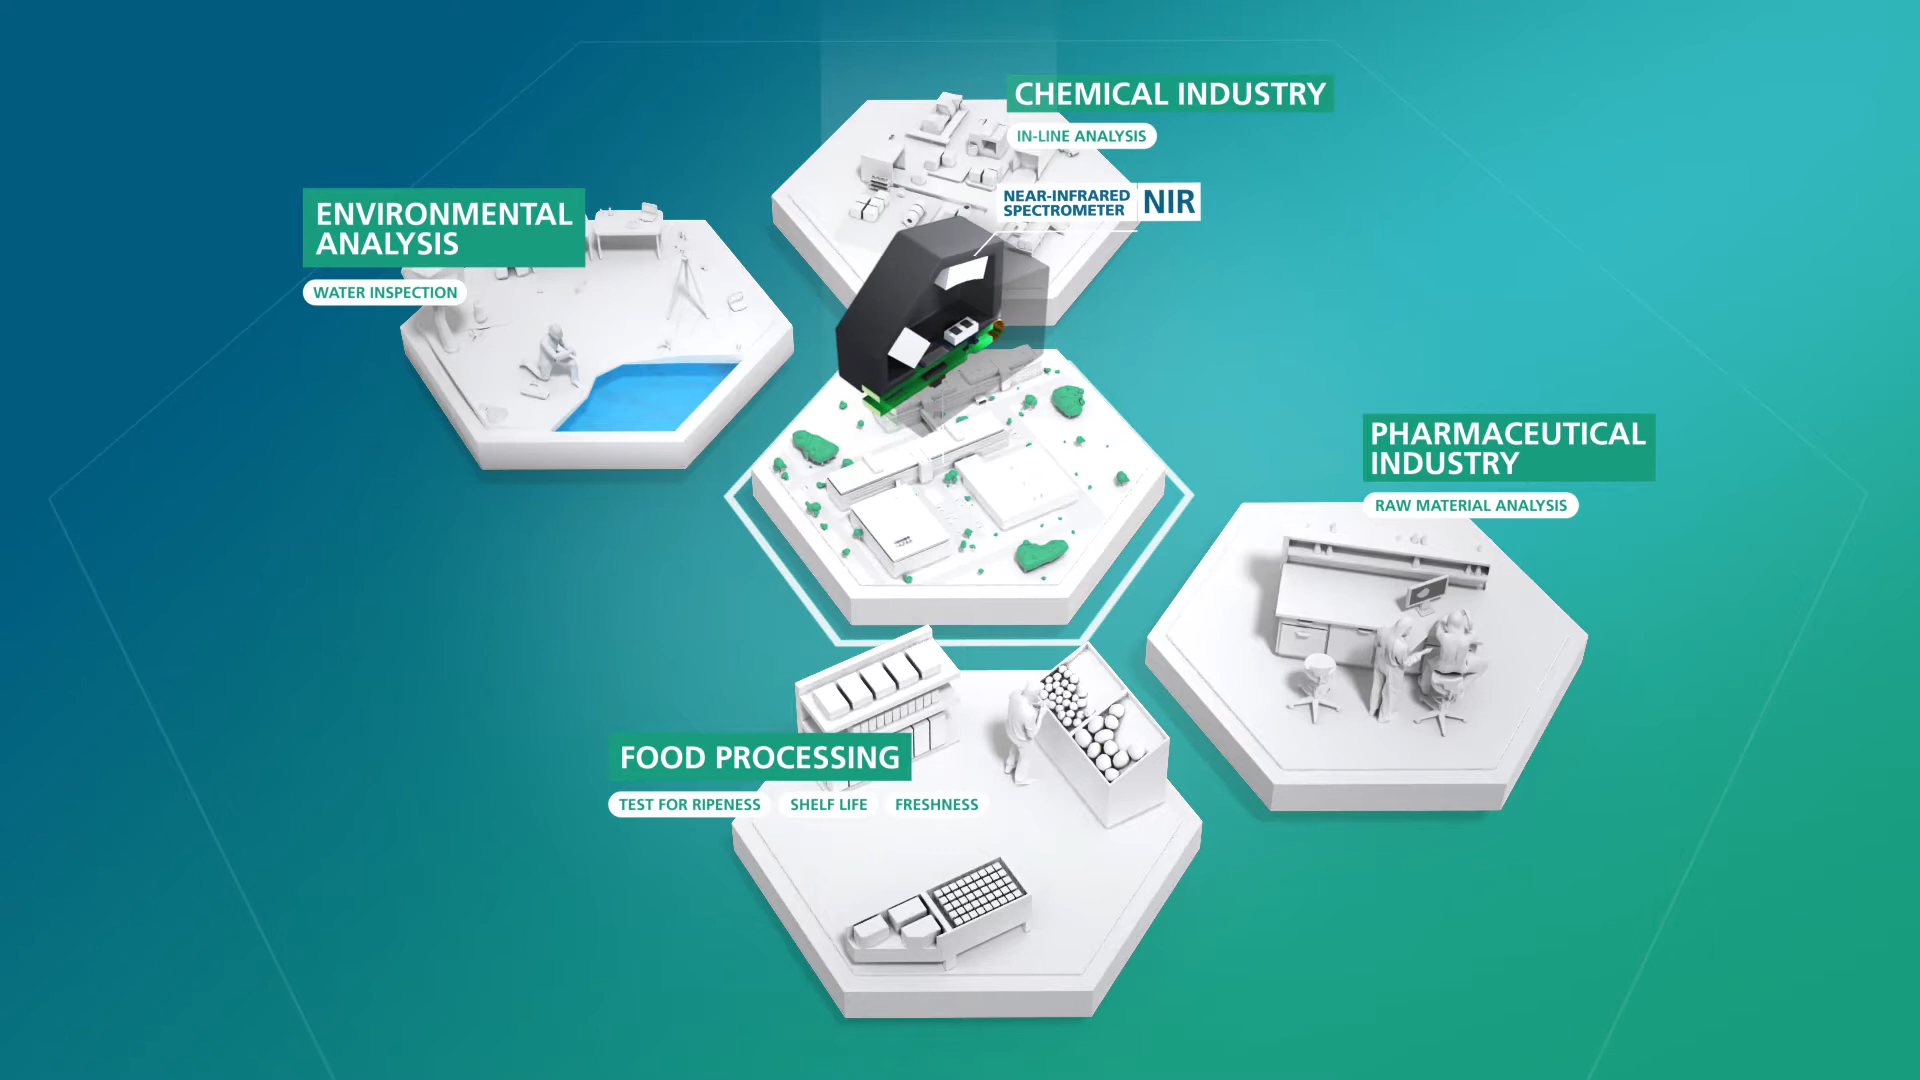 CHEMICAL INDUSTRY
IN-LINE ANALYSIS
NEAR-INFRARED
SPECTROMETER
NIR
ENVIRONMENTAL
ANALYSIS
WATER INSPECTION
PHARMACEUTICAL
INDUSTRY
RAW MATERIAL ANALYSIS
FOOD PROCESSING
TEST FOR RIPENESS
SHELF LIFE
FRESHNESS